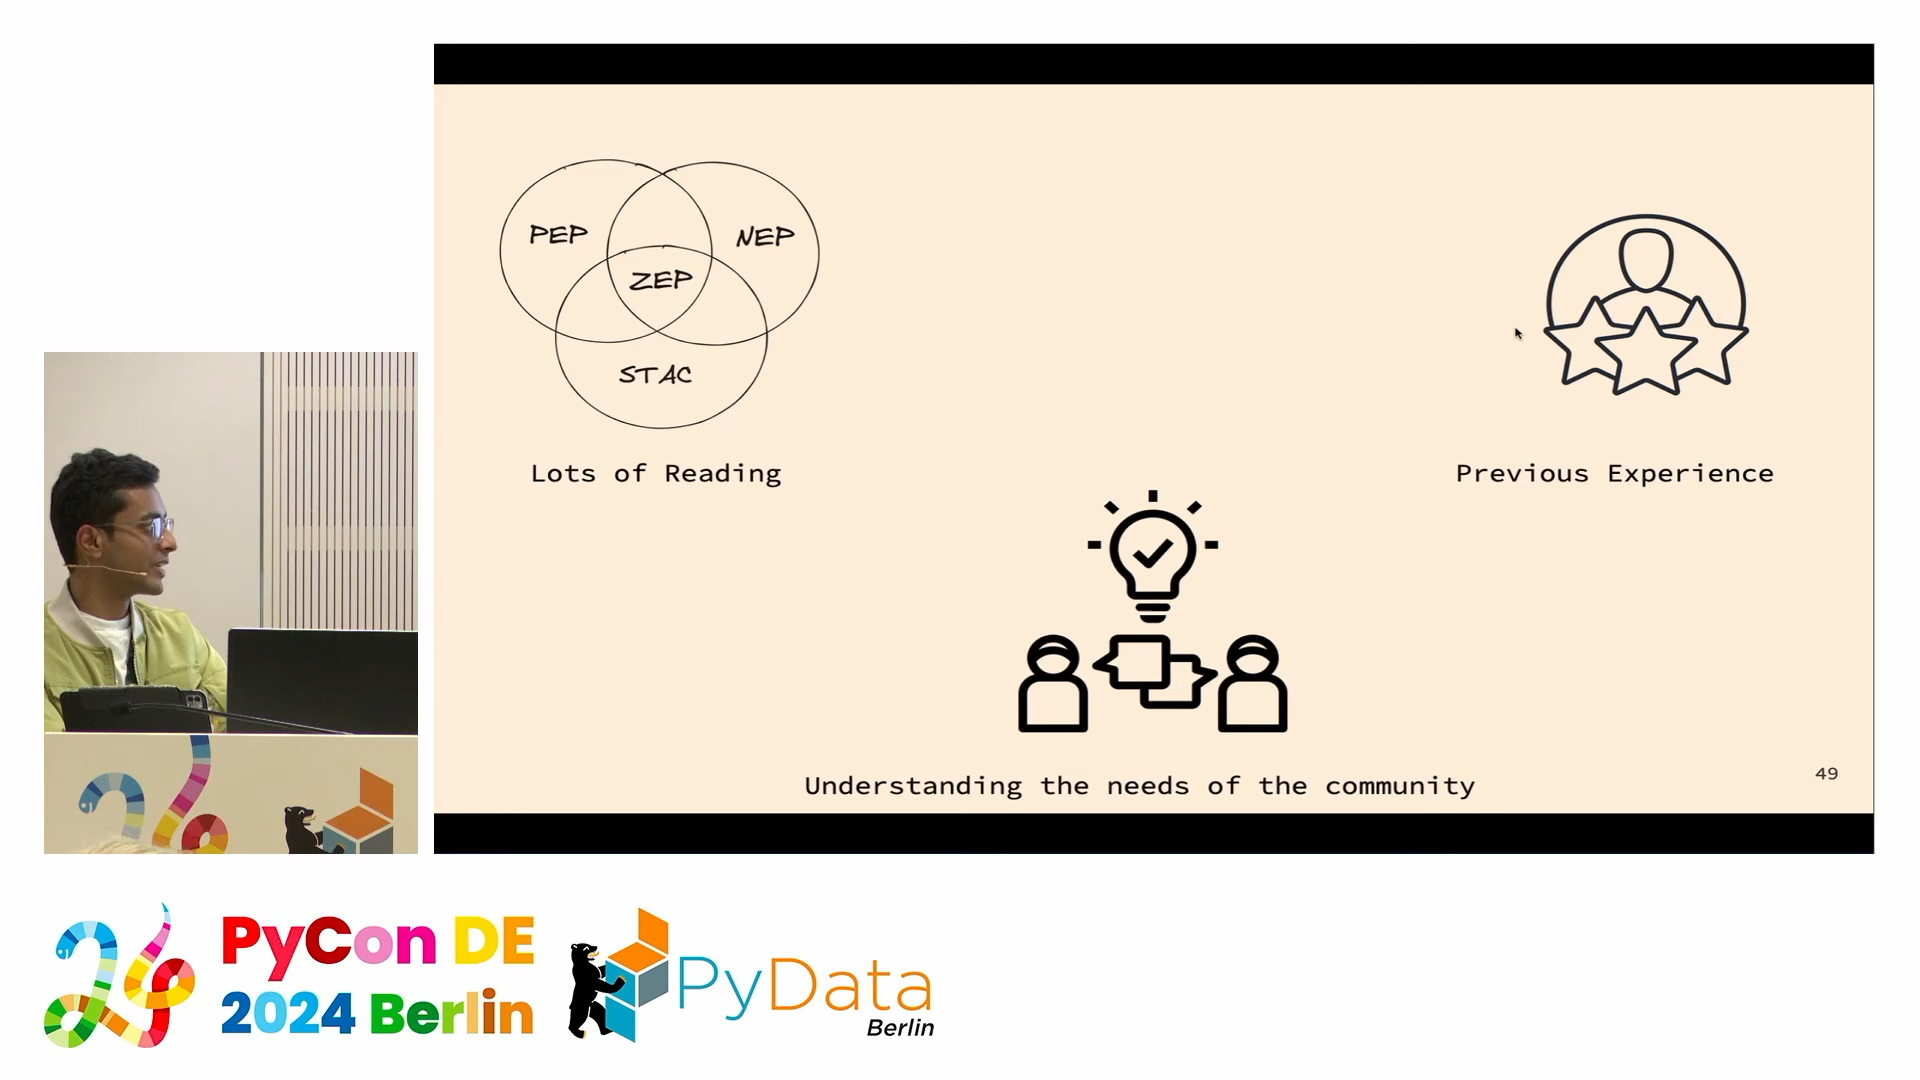 PEP
NEP
ZEP
STAC
Lots of Reading
Previous Experience
Understanding the needs of the community
49
PyCon DE
2024 Berlin
PyData
Berlin